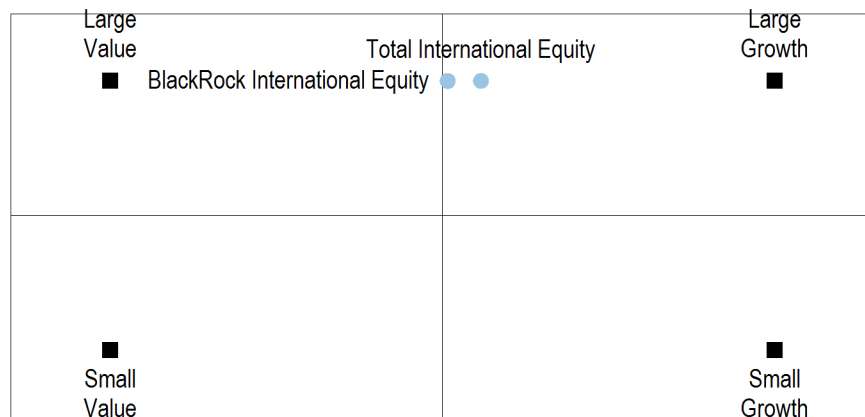 Large
Value
Large
Growth
Total International Equity
BlackRock International Equity
Small
Value
Small
Growth